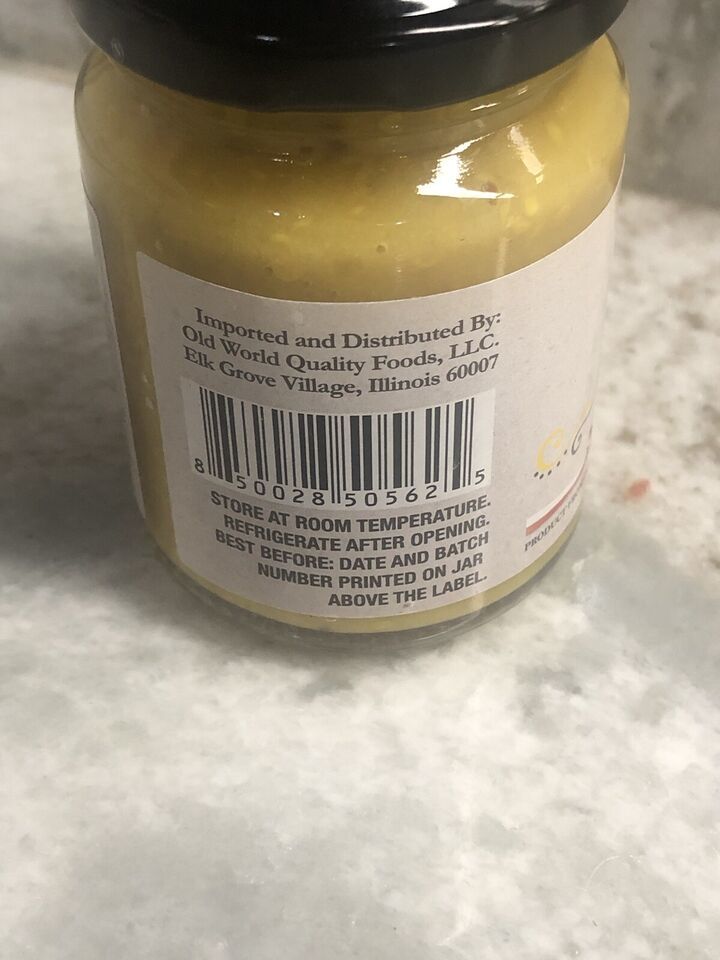 Imported and Distributed By:
Old World Quality Foods, LLC.
Elk Grove Village, Illinois 60007
8 50028 50562 5
STORE AT ROOM TEMPERATURE.
REFRIGERATE AFTER OPENING.
BEST BEFORE: DATE AND BATCH
NUMBER PRINTED ON JAR
ABOVE THE LABEL.
PRODUCT